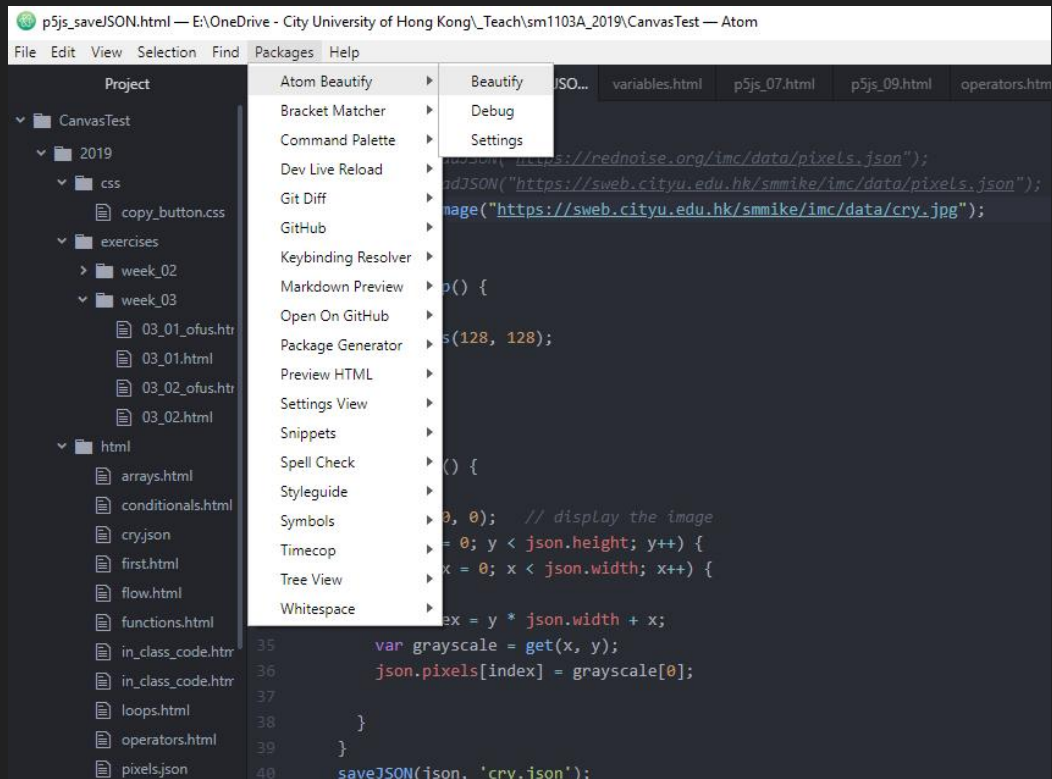 p5js_saveJSON.html — E:\OneDrive - City University of Hong Kong\_Teach\sm1103A_2019\CanvasTest — Atom
File Edit View Selection Find Packages Help
Project
CanvasTest
2019
css
copy_button.css
exercises
week_02
week_03
03_01_ofus.htr
03_01.html
03_02_ofus.htr
03_02.html
html
arrays.html
conditionals.html
cry.json
first.html
flow.html
functions.html
in_class_code.htm
in_class_code.htm
loops.html
operators.html
pixels.json
Atom Beautify
Bracket Matcher
Command Palette
Dev Live Reload
Git Diff
GitHub
Keybinding Resolver
Markdown Preview
Open On GitHub
Package Generator
Preview HTML
Settings View
Snippets
Spell Check
Styleguide
Symbols
Timecop
Tree View
Whitespace
Beautify
Debug
Settings
JSO... variables.html p5js_07.html p5js_09.html operators.htm
adJSON("https://rednoise.org/imc/data/pixels.json");
adJSON("https://sweb.cityu.edu.hk/smmike/imc/data/pixels.json");
mage("https://sweb.cityu.edu.hk/smmike/imc/data/cry.jpg");
p() {
s(128, 128);
() {
0, 0); // display the image
= 0; y < json.height; y++) {
x = 0; x < json.width; x++) {
ex = y * json.width + x;
35 var grayscale = get(x, y);
36 json.pixels[index] = grayscale[0];
37
38 }
39 }
40 saveJSON(json, 'cry.json');